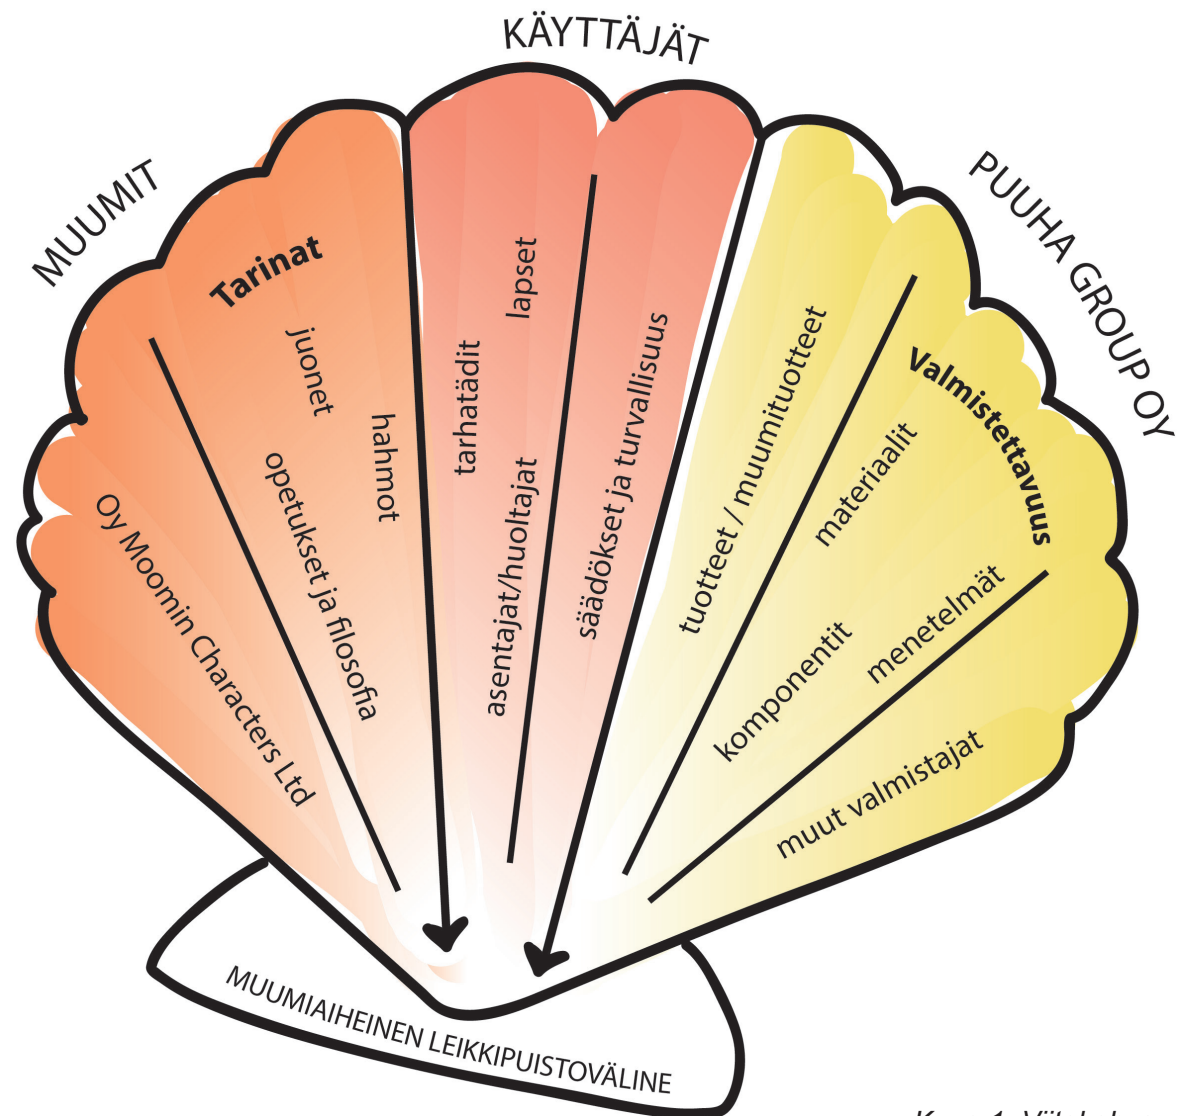 KÄYTTÄJÄT
MUUMIT
PUUHA GROUP OY
Tarinat
juonet
hahmot
opetukset ja filosofia
Oy Moomin Characters Ltd
lapset
tarhatädit
asentajat/huoltajat
säädökset ja turvallisuus
tuotteet / muumituotteet
Valmistettavuus
materiaalit
menetelmät
komponentit
muut valmistajat
MUUMIAIHEINEN LEIKKIPUISTOVÄLINE